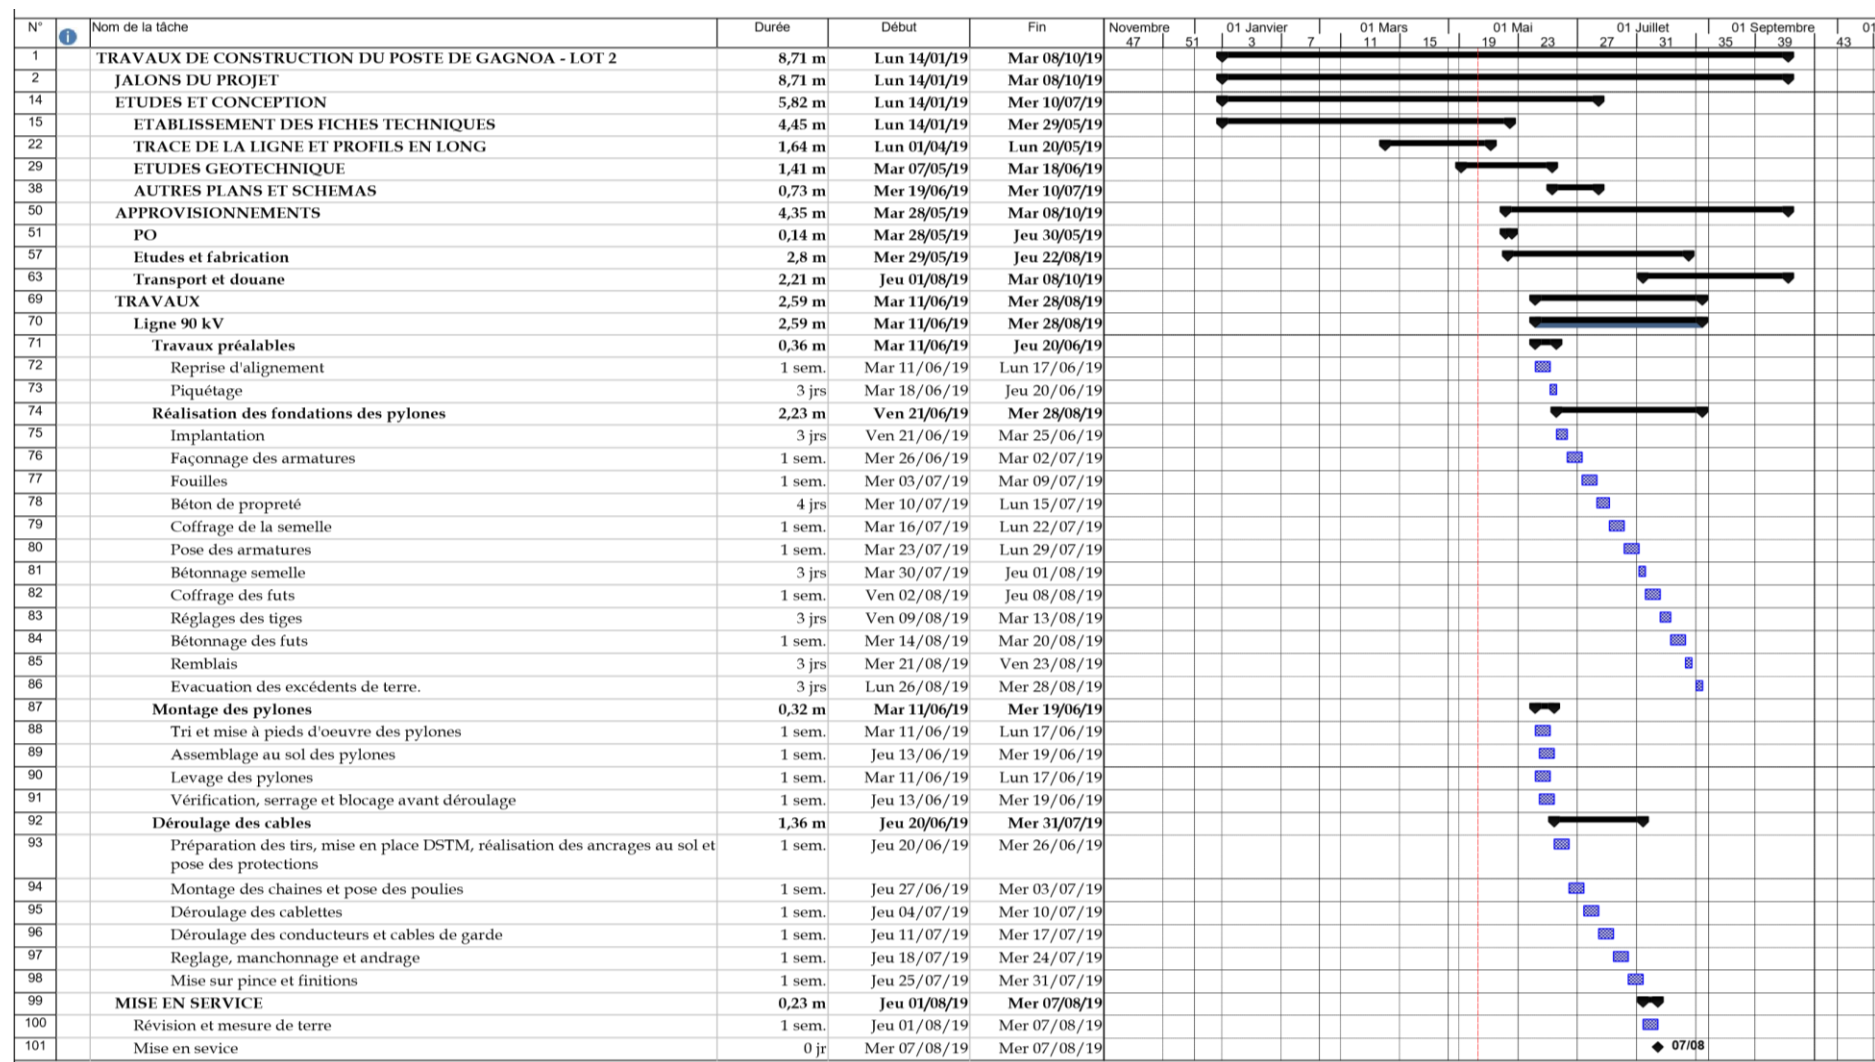 N° Nom de la tâche Durée Début Fin Novembre 01 Janvier 01 Mars 01 Mai 01 Juillet 01 Septembre 01
47 51 3 7 11 15 19 23 27 31 35 39 43
1 TRAVAUX DE CONSTRUCTION DU POSTE DE GAGNOA - LOT 2 8,71 m Lun 14/01/19 Mar 08/10/19
2 JALONS DU PROJET 8,71 m Lun 14/01/19 Mar 08/10/19
14 ETUDES ET CONCEPTION 5,82 m Lun 14/01/19 Mer 10/07/19
15 ETABLISSEMENT DES FICHES TECHNIQUES 4,45 m Lun 14/01/19 Mer 29/05/19
22 TRACE DE LA LIGNE ET PROFILS EN LONG 1,64 m Lun 01/04/19 Lun 20/05/19
29 ETUDES GEOTECHNIQUE 1,41 m Mar 07/05/19 Mar 18/06/19
38 AUTRES PLANS ET SCHEMAS 0,73 m Mer 19/06/19 Mer 10/07/19
50 APPROVISIONNEMENTS 4,35 m Mar 28/05/19 Mar 08/10/19
51 PO 0,14 m Mar 28/05/19 Jeu 30/05/19
57 Etudes et fabrication 2,8 m Mer 29/05/19 Jeu 22/08/19
63 Transport et douane 2,21 m Jeu 01/08/19 Mar 08/10/19
69 TRAVAUX 2,59 m Mar 11/06/19 Mer 28/08/19
70 Ligne 90 kV 2,59 m Mar 11/06/19 Mer 28/08/19
71 Travaux préalables 0,36 m Mar 11/06/19 Jeu 20/06/19
72 Reprise d'alignement 1 sem. Mar 11/06/19 Lun 17/06/19
73 Piquétage 3 jrs Mar 18/06/19 Jeu 20/06/19
74 Réalisation des fondations des pylones 2,23 m Ven 21/06/19 Mer 28/08/19
75 Implantation 3 jrs Ven 21/06/19 Mar 25/06/19
76 Façonnage des armatures 1 sem. Mer 26/06/19 Mar 02/07/19
77 Fouilles 1 sem. Mer 03/07/19 Mar 09/07/19
78 Béton de propreté 4 jrs Mer 10/07/19 Lun 15/07/19
79 Coffrage de la semelle 1 sem. Mar 16/07/19 Lun 22/07/19
80 Pose des armatures 1 sem. Mar 23/07/19 Lun 29/07/19
81 Bétonnage semelle 3 jrs Mar 30/07/19 Jeu 01/08/19
82 Coffrage des futs 1 sem. Ven 02/08/19 Jeu 08/08/19
83 Réglages des tiges 3 jrs Ven 09/08/19 Mar 13/08/19
84 Bétonnage des futs 1 sem. Mer 14/08/19 Mar 20/08/19
85 Remblais 3 jrs Mer 21/08/19 Ven 23/08/19
86 Evacuation des excédents de terre. 3 jrs Lun 26/08/19 Mer 28/08/19
87 Montage des pylones 0,32 m Mar 11/06/19 Mer 19/06/19
88 Tri et mise à pieds d'oeuvre des pylones 1 sem. Mar 11/06/19 Lun 17/06/19
89 Assemblage au sol des pylones 1 sem. Jeu 13/06/19 Mer 19/06/19
90 Levage des pylones 1 sem. Mar 11/06/19 Lun 17/06/19
91 Vérification, serrage et blocage avant déroulage 1 sem. Jeu 13/06/19 Mer 19/06/19
92 Déroulage des cables 1,36 m Jeu 20/06/19 Mer 31/07/19
93 Préparation des tirs, mise en place DSTM, réalisation des ancrages au sol et 1 sem. Jeu 20/06/19 Mer 26/06/19
pose des protections
94 Montage des chaines et pose des poulies 1 sem. Jeu 27/06/19 Mer 03/07/19
95 Déroulage des cablettes 1 sem. Jeu 04/07/19 Mer 10/07/19
96 Déroulage des conducteurs et cables de garde 1 sem. Jeu 11/07/19 Mer 17/07/19
97 Reglage, manchonnage et andrage 1 sem. Jeu 18/07/19 Mer 24/07/19
98 Mise sur pince et finitions 1 sem. Jeu 25/07/19 Mer 31/07/19
99 MISE EN SERVICE 0,23 m Jeu 01/08/19 Mer 07/08/19
100 Révision et mesure de terre 1 sem. Jeu 01/08/19 Mer 07/08/19
101 Mise en sevice 0 jr Mer 07/08/19 Mer 07/08/19 07/08